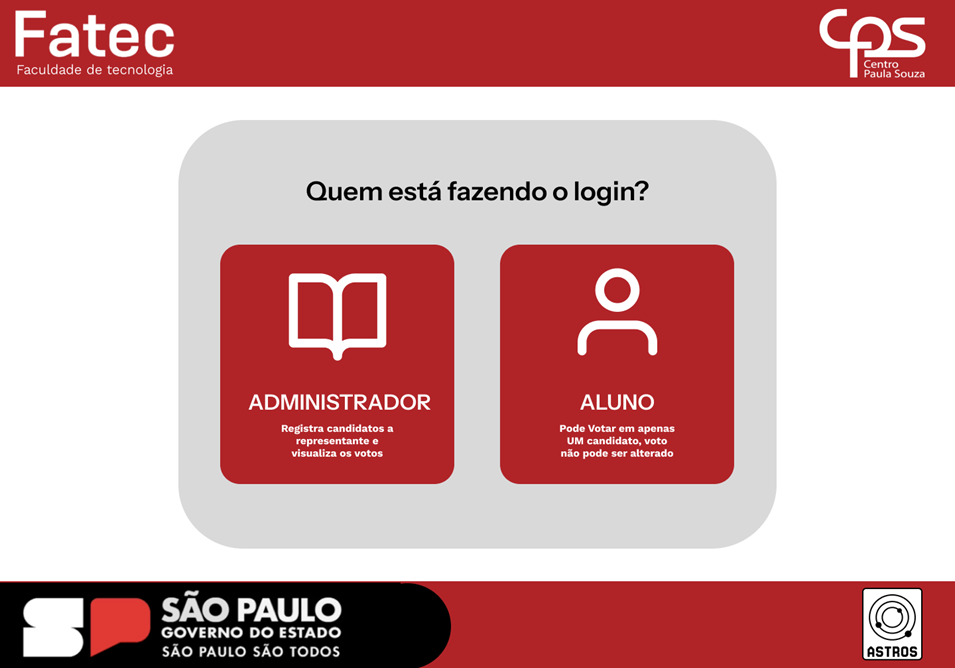 Fatec
Faculdade de tecnologia
CPS
Centro
Paula Souza
Quem está fazendo o login?
ADMINISTRADOR
Registra candidatos a
representante e
visualiza os votos
ALUNO
Pode Votar em apenas
UM candidato, voto
não pode ser alterado
SP
SÃO PAULO
GOVERNO DO ESTADO
SÃO PAULO SÃO TODOS
ASTROS